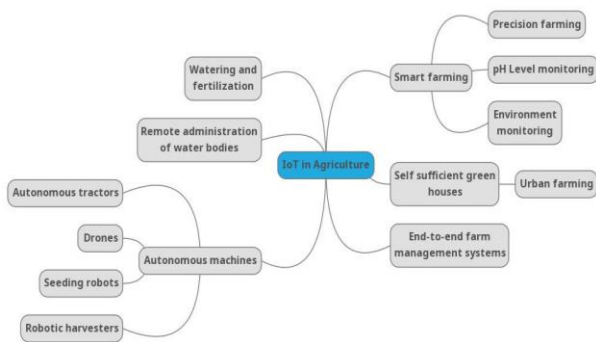 Precision farming
Watering and
fertilization
Smart farming
pH Level monitoring
Environment
monitoring
Remote administration
of water bodies
IoT in Agriculture
Self sufficient green
houses
Urban farming
Autonomous tractors
Drones
End-to-end farm
management systems
Autonomous machines
Seeding robots
Robotic harvesters